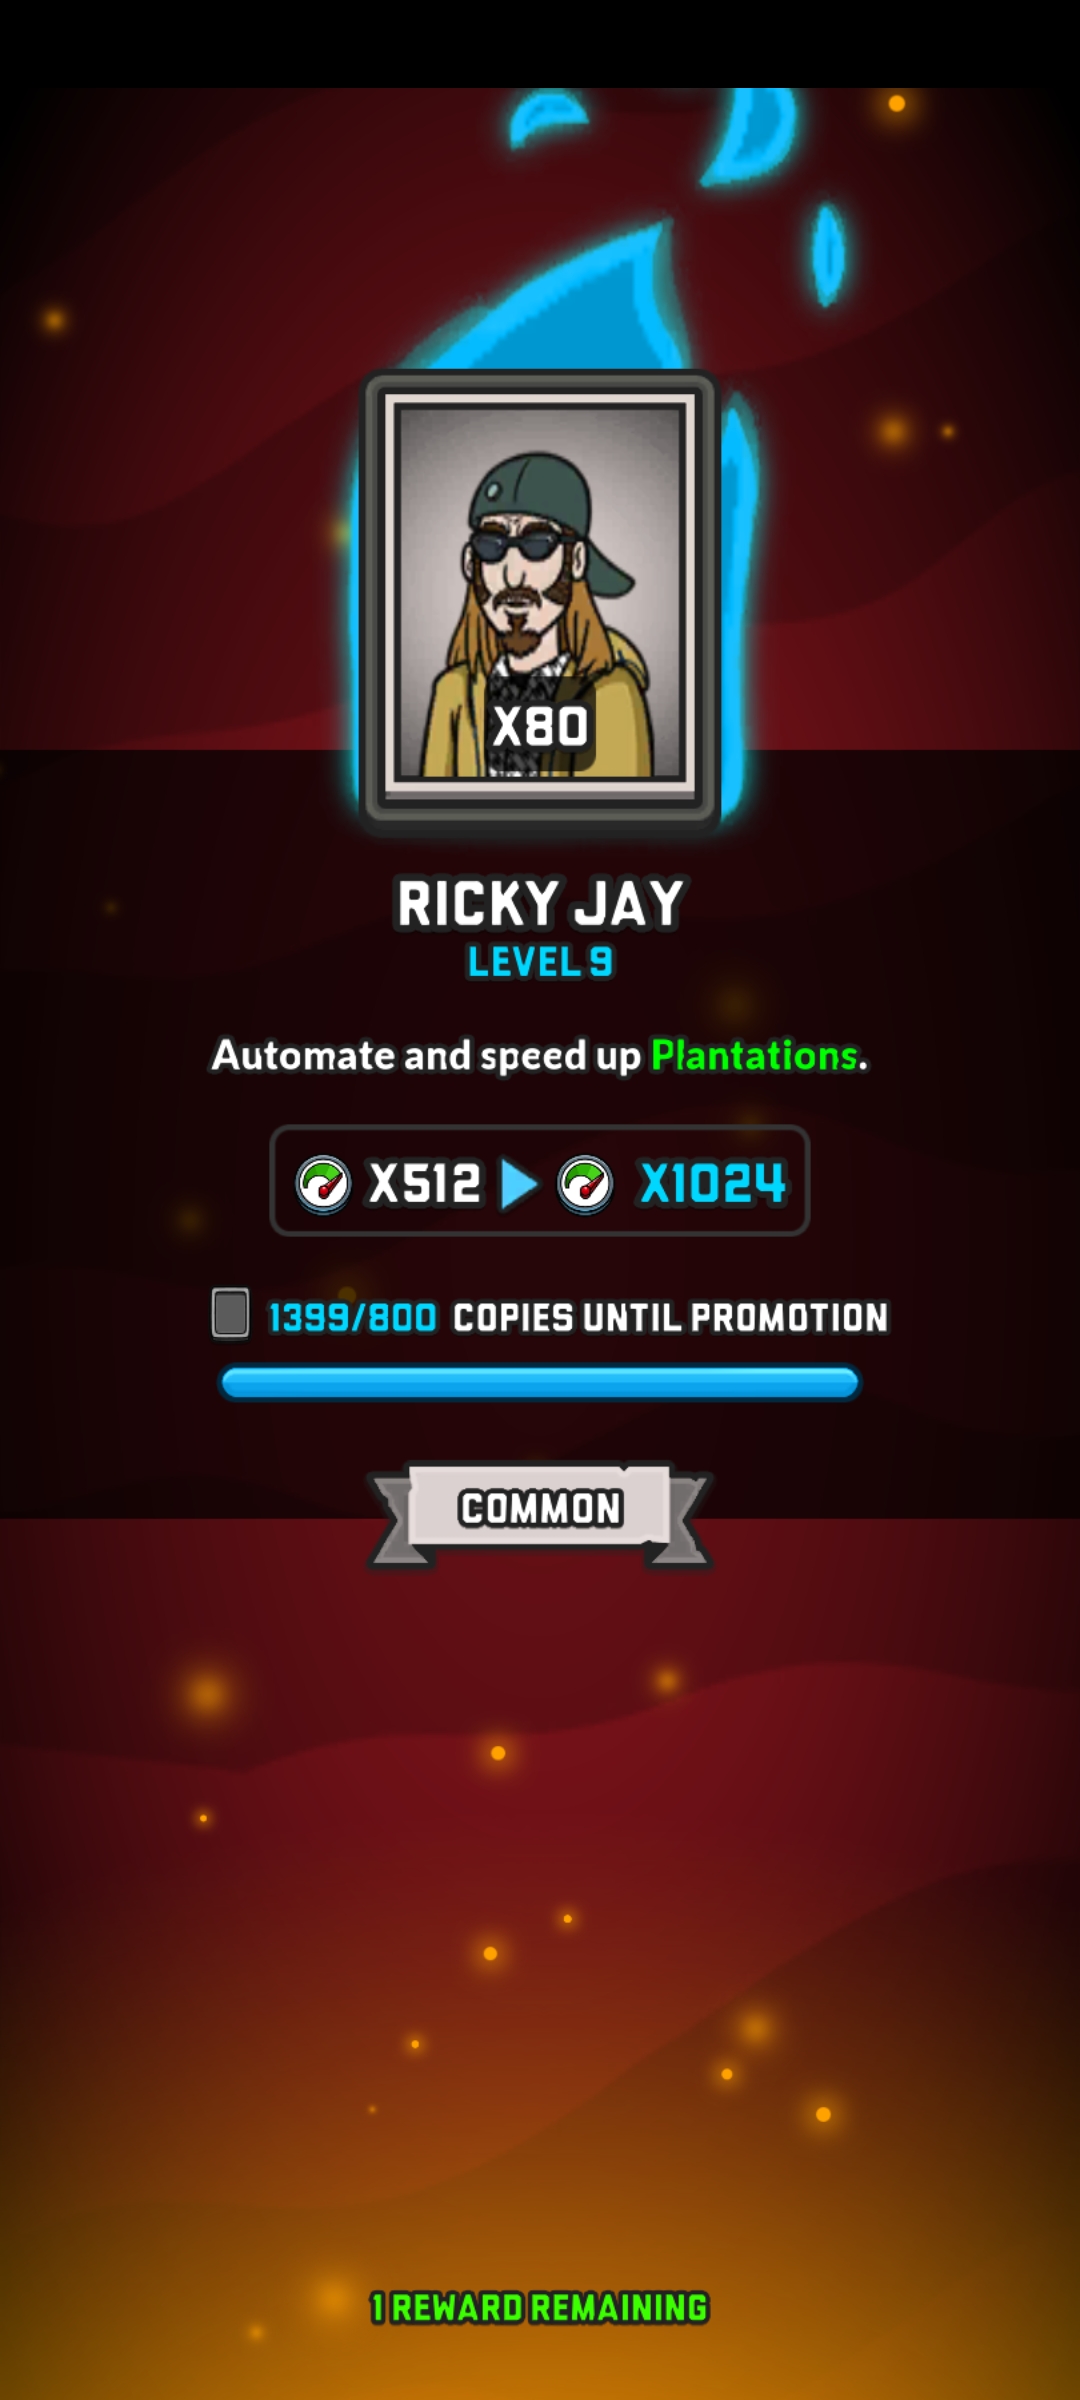 X80
RICKY JAY
LEVEL 9
Automate and speed up Plantations.
X512 X1024
1399/800 COPIES UNTIL PROMOTION
COMMON
1 REWARD REMAINING